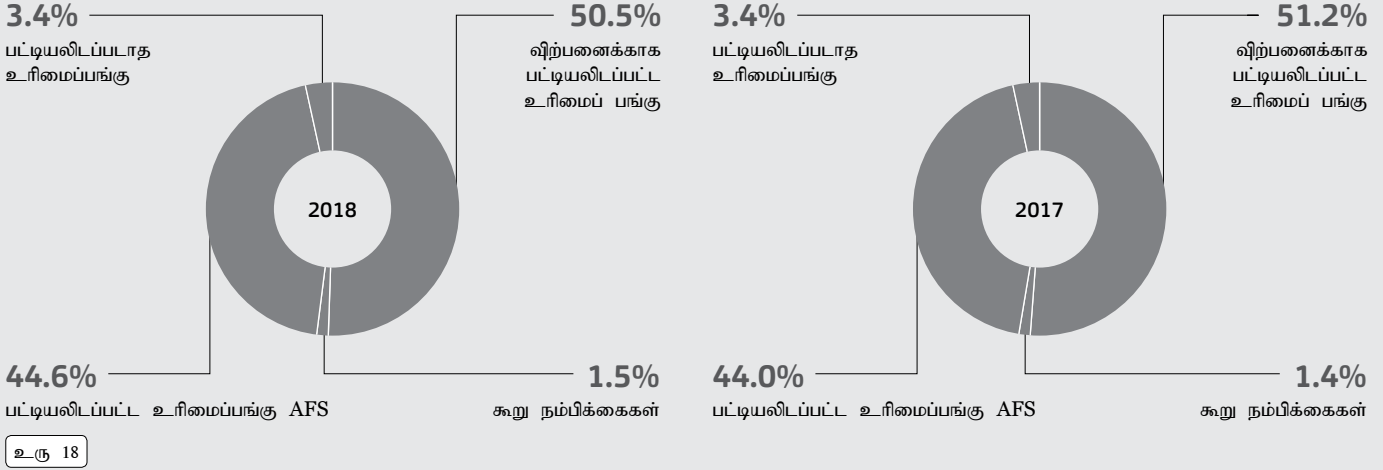 3.4%
பட்டியலிடப்படாத
உரிமைப்பங்கு
50.5%
விற்பனைக்காக
பட்டியலிடப்பட்ட
உரிமைப் பங்கு
2018
44.6%
பட்டியலிடப்பட்ட உரிமைப்பங்கு AFS
1.5%
கூறு நம்பிக்கைகள்
3.4%
பட்டியலிடப்படாத
உரிமைப்பங்கு
51.2%
விற்பனைக்காக
பட்டியலிடப்பட்ட
உரிமைப் பங்கு
2017
44.0%
பட்டியலிடப்பட்ட உரிமைப்பங்கு AFS
1.4%
கூறு நம்பிக்கைகள்
உரு 18